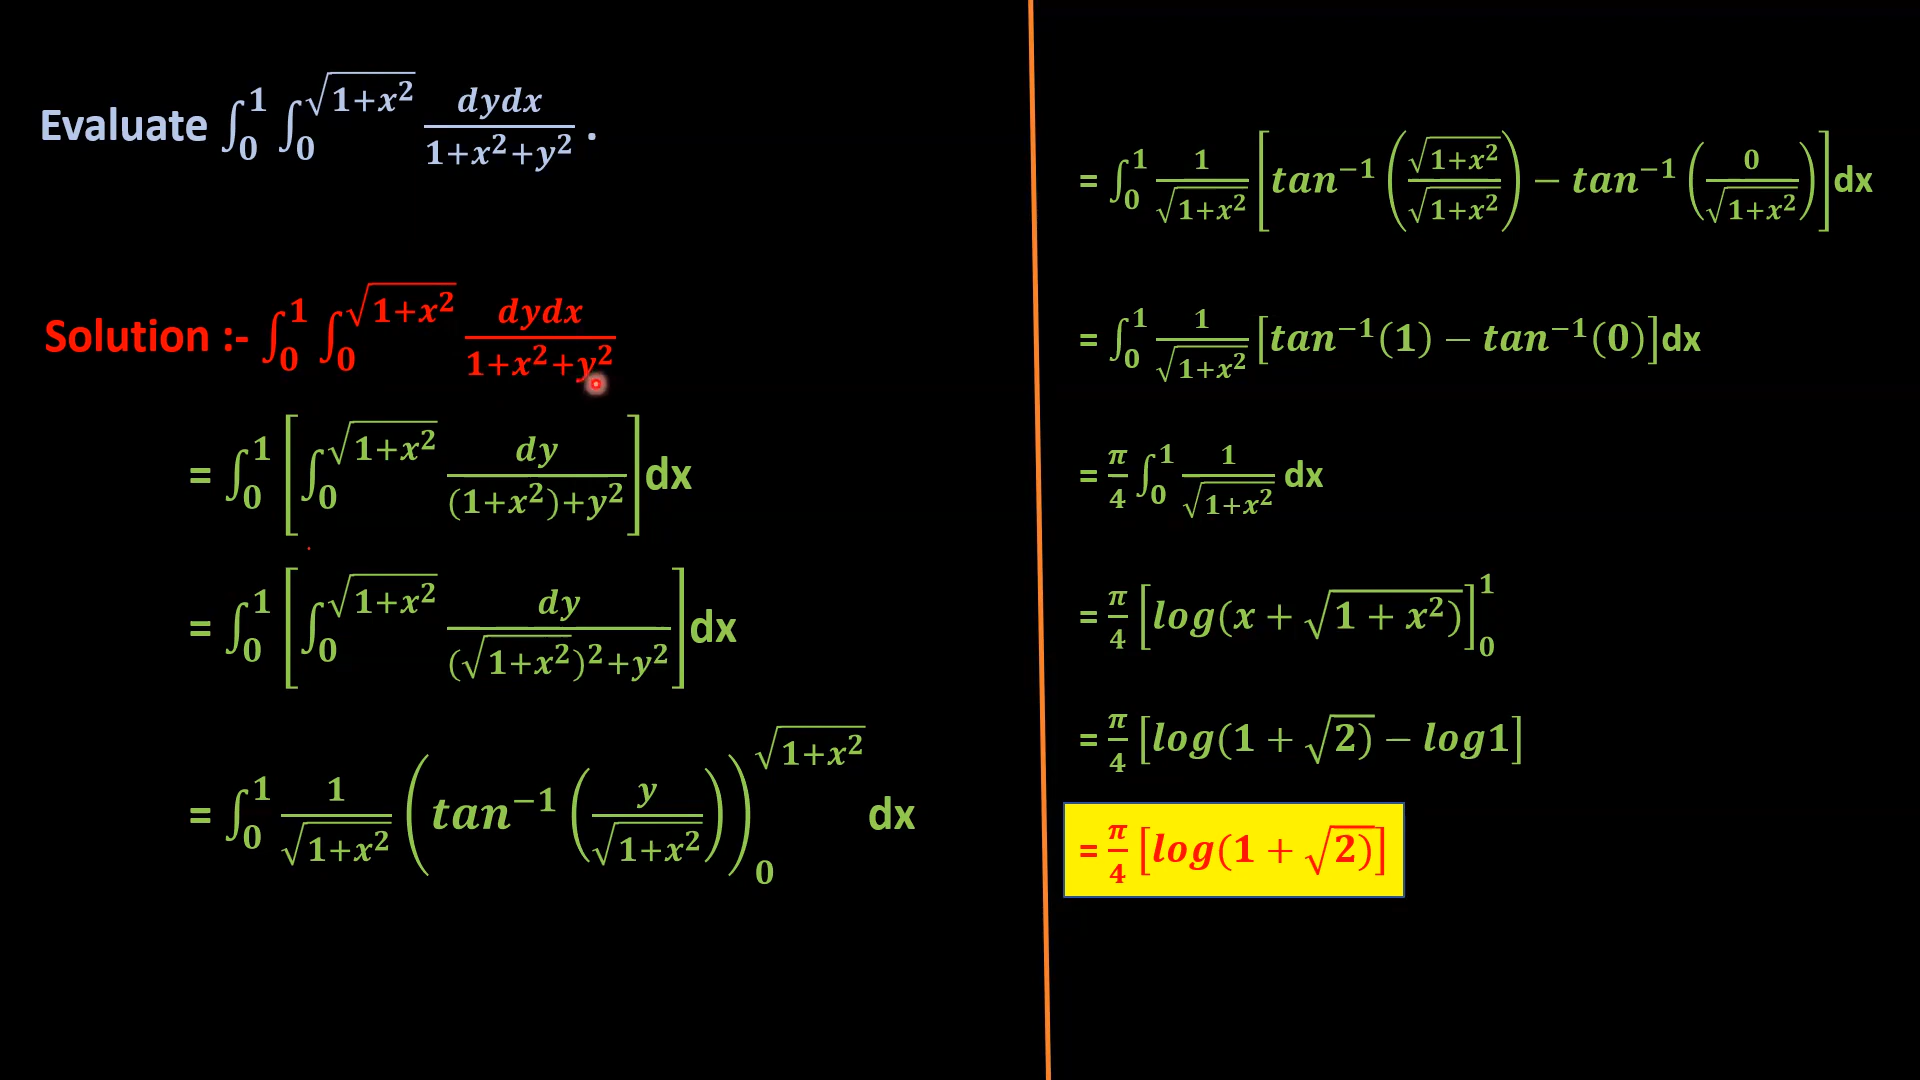 Evaluate ∫₀¹ ∫₀^√(1+x²) dydx/(1+x²+y²) .
Solution :- ∫₀¹ ∫₀^√(1+x²) dydx/(1+x²+y²)
= ∫₀¹ [∫₀^√(1+x²) dy/((1+x²)+y²)]dx
= ∫₀¹ [∫₀^√(1+x²) dy/((√(1+x²))²+y²)]dx
= ∫₀¹ 1/√(1+x²) (tan⁻¹(y/√(1+x²)))₀^√(1+x²) dx
= ∫₀¹ 1/√(1+x²) [tan⁻¹(√(1+x²)/√(1+x²)) − tan⁻¹(0/√(1+x²))]dx
= ∫₀¹ 1/√(1+x²) [tan⁻¹(1) − tan⁻¹(0)]dx
= π/4 ∫₀¹ 1/√(1+x²) dx
= π/4 [log(x + √(1 + x²))]₀¹
= π/4 [log(1 + √2) − log1]
= π/4 [log(1 + √2)]